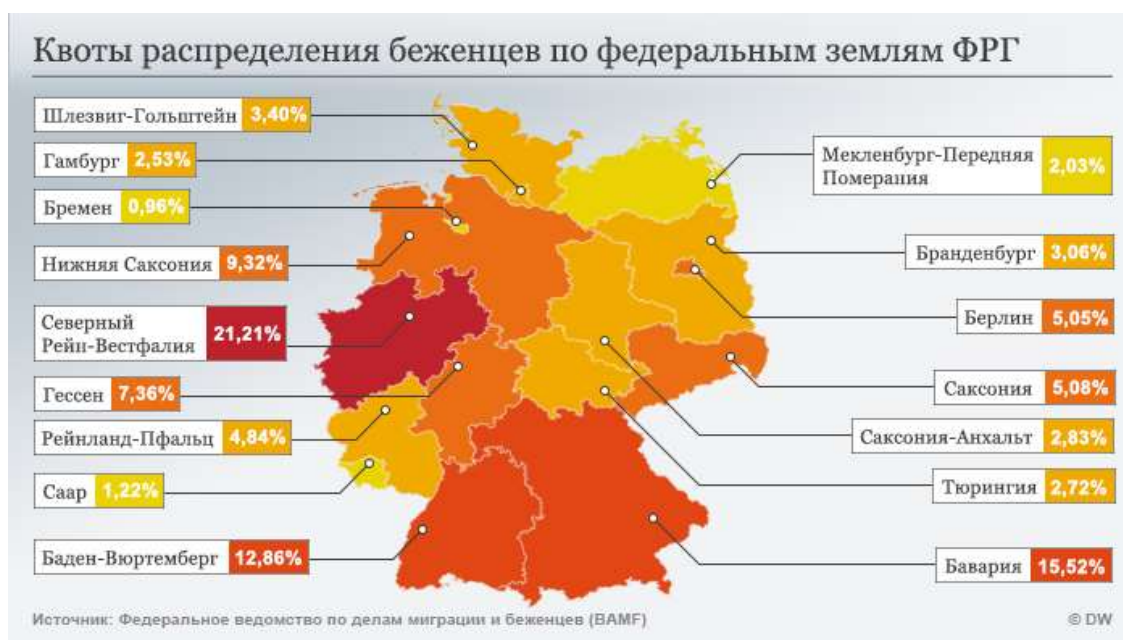 Квоты распределения беженцев по федеральным землям ФРГ
Шлезвиг-Гольштейн 3,40%
Гамбург 2,53%
Бремен 0,96%
Нижняя Саксония 9,32%
Северный
Рейн-Вестфалия 21,21%
Гессен 7,36%
Рейнланд-Пфальц 4,84%
Саар 1,22%
Баден-Вюртемберг 12,86%
Мекленбург-Передняя
Померания 2,03%
Бранденбург 3,06%
Берлин 5,05%
Саксония 5,08%
Саксония-Анхальт 2,83%
Тюрингия 2,72%
Бавария 15,52%
Источник: Федеральное ведомство по делам миграции и беженцев (BAMF)
© DW